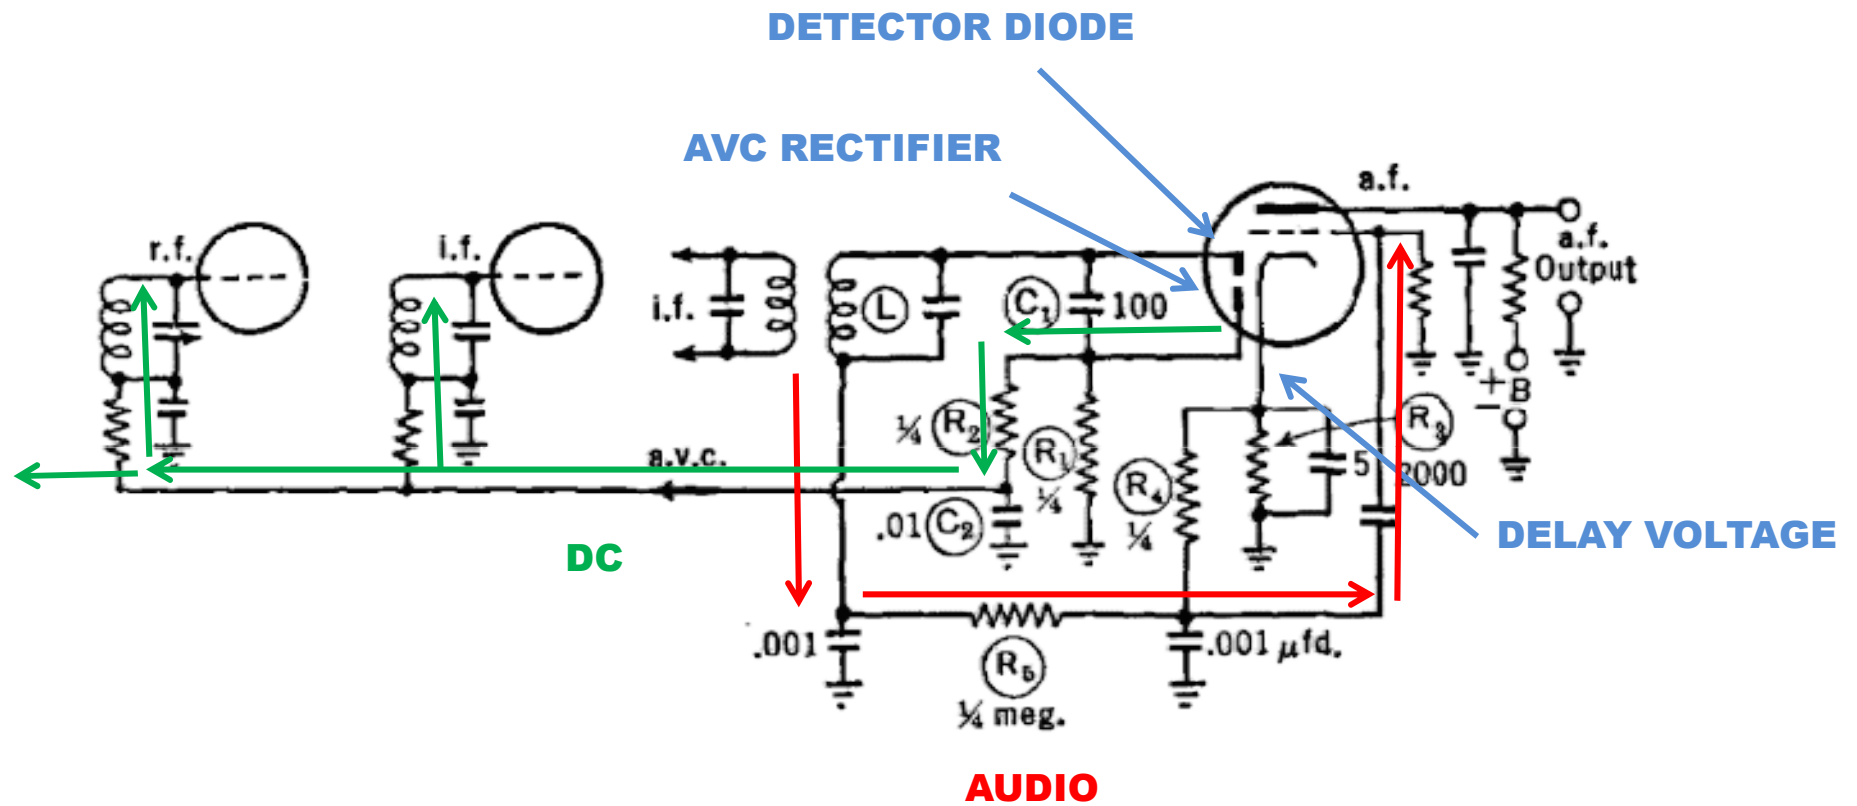 DETECTOR DIODE
AVC RECTIFIER
a.f.
r.f.
i.f.
i.f.
L
C₁
100
a.f.
Output
+
B
−
¼
R₂
R₁
¼
R₄
¼
R₃
5
2000
a.v.c.
.01
C₂
DELAY VOLTAGE
DC
.001
R₅
¼ meg.
.001 µfd.
AUDIO